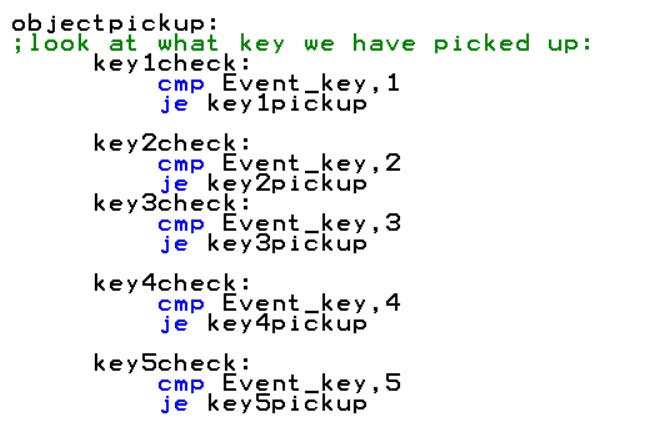 objectpickup:
;look at what key we have picked up:
key1check:
cmp Event_key,1
je key1pickup
key2check:
cmp Event_key,2
je key2pickup
key3check:
cmp Event_key,3
je key3pickup
key4check:
cmp Event_key,4
je key4pickup
key5check:
cmp Event_key,5
je key5pickup